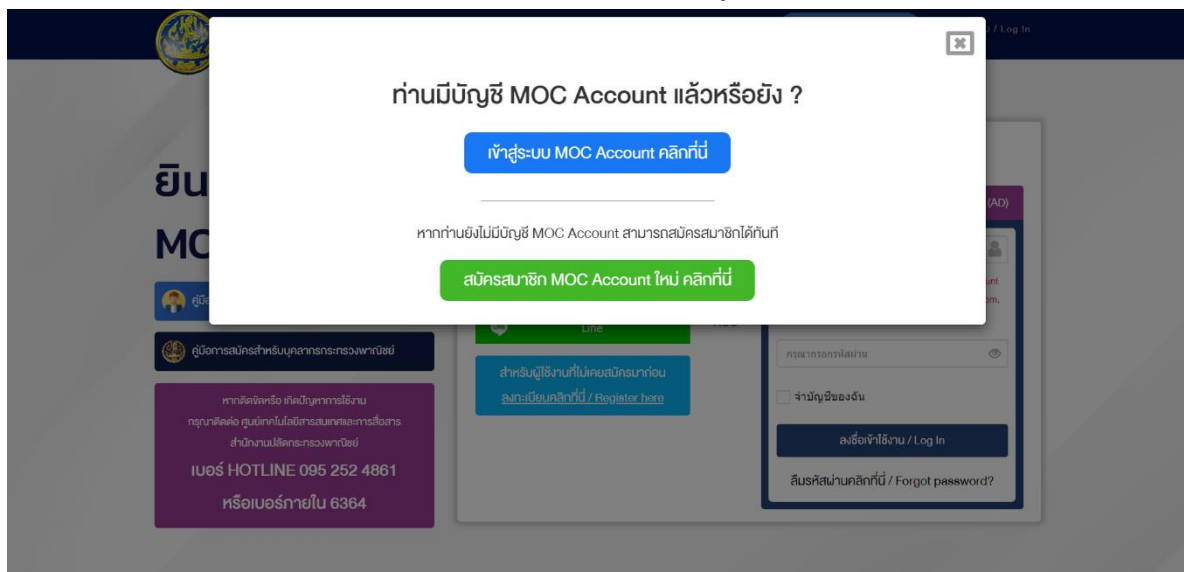 / Log In
ท่านมีบัญชี MOC Account แล้วหรือยัง ?
เข้าสู่ระบบ MOC Account คลิกที่นี่
หากท่านยังไม่มีบัญชี MOC Account สามารถสมัครสมาชิกได้ทันที
สมัครสมาชิก MOC Account ใหม่ คลิกที่นี่
ยิน
MC
(AD)
คู่มือ
Line
คู่มือการสมัครสำหรับบุคลากรกระทรวงพาณิชย์
หากติดขัดหรือ เกิดปัญหาการใช้งาน
กรุณาติดต่อ ศูนย์เทคโนโลยีสารสนเทศและการสื่อสาร
สำนักงานปลัดกระทรวงพาณิชย์
เบอร์ HOTLINE 095 252 4861
หรือเบอร์ภายใน 6364
สำหรับผู้ใช้งานที่ไม่เคยสมัครมาก่อน
ลงทะเบียนคลิกที่นี่ / Register here
กรุณากรอกรหัสผ่าน
จำบัญชีของฉัน
ลงชื่อเข้าใช้งาน / Log In
ลืมรหัสผ่านคลิกที่นี่ / Forgot password?